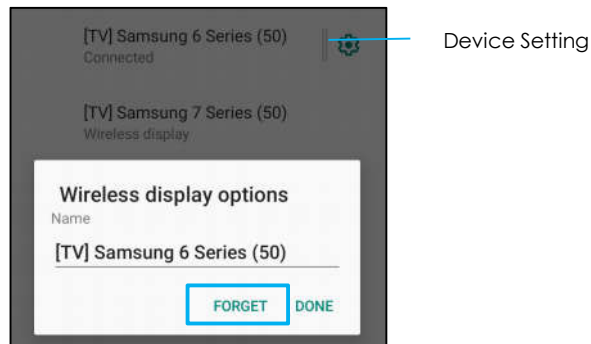 [TV] Samsung 6 Series (50)
Connected
Device Setting
[TV] Samsung 7 Series (50)
Wireless display
Wireless display options
Name
[TV] Samsung 6 Series (50)
FORGET DONE